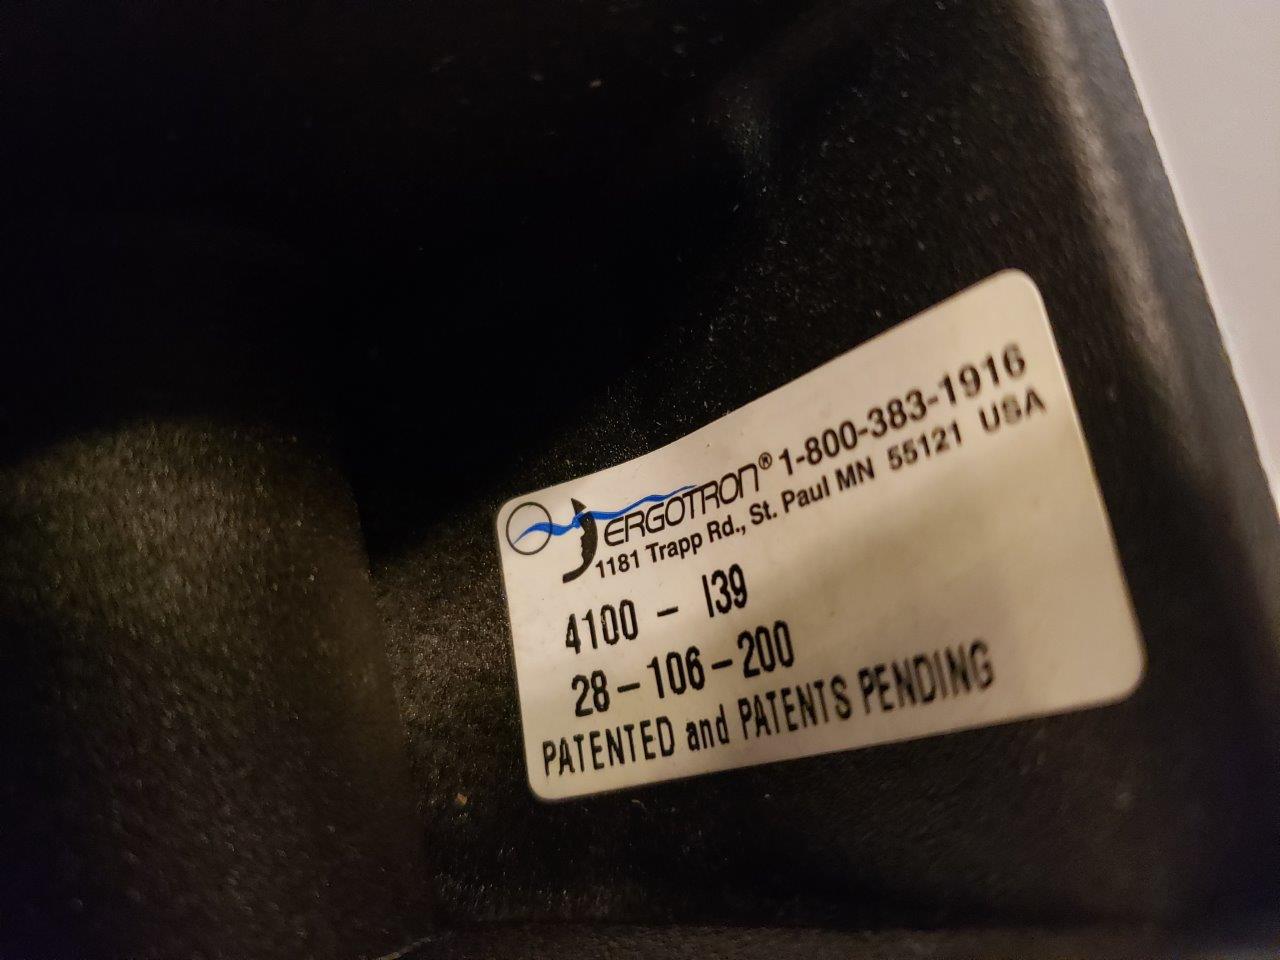 ERGOTRON® 1-800-383-1916
1181 Trapp Rd., St. Paul MN 55121 USA
4100 - I39
28-106-200
PATENTED and PATENTS PENDING